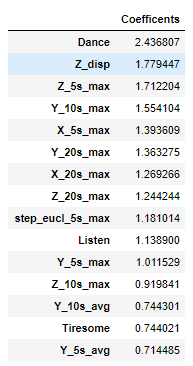 Coefficents
Dance 2.436807
Z_disp 1.779447
Z_5s_max 1.712204
Y_10s_max 1.554104
X_5s_max 1.393609
Y_20s_max 1.363275
X_20s_max 1.269266
Z_20s_max 1.244244
step_eucl_5s_max 1.181014
Listen 1.138900
Y_5s_max 1.011529
Z_10s_max 0.919841
Y_10s_avg 0.744301
Tiresome 0.744021
Y_5s_avg 0.714485